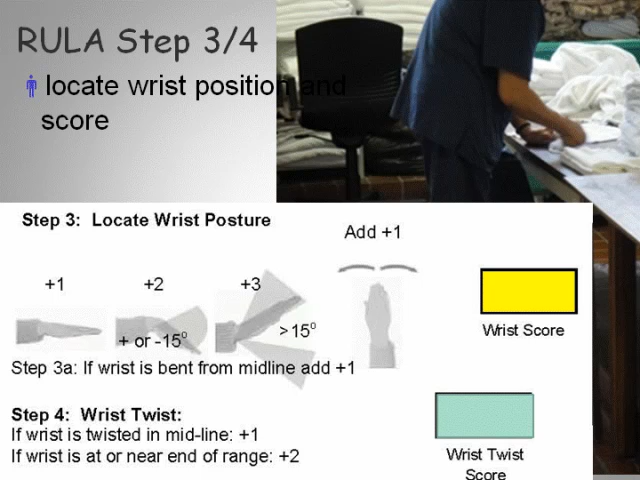 RULA Step 3/4
locate wrist position and
score
Step 3: Locate Wrist Posture
Add +1
+1 +2 +3
+ or -15° >15°
Wrist Score
Step 3a: If wrist is bent from midline add +1
Step 4: Wrist Twist:
If wrist is twisted in mid-line: +1
If wrist is at or near end of range: +2
Wrist Twist
Score